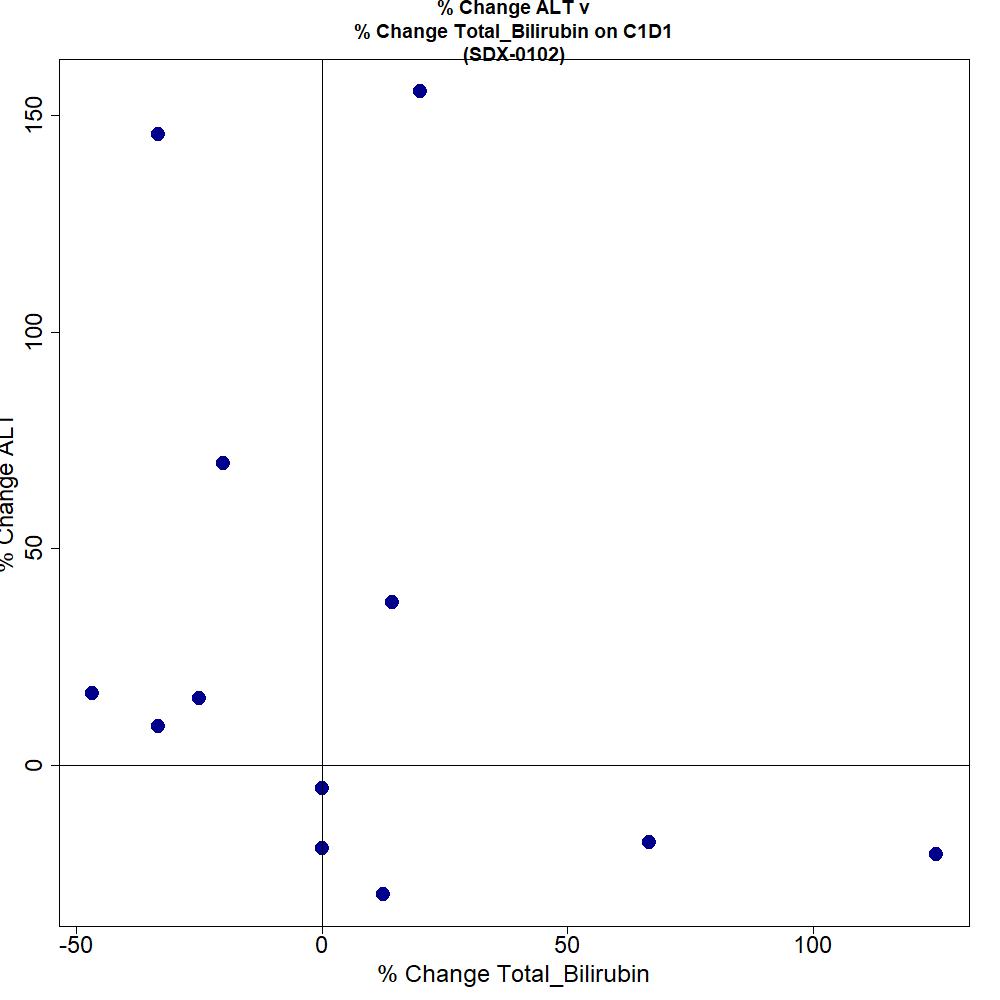 % Change ALT v
% Change Total_Bilirubin on C1D1
(SDX-0102)
% Change ALT
150
100
50
0
-50
0
50
100
% Change Total_Bilirubin